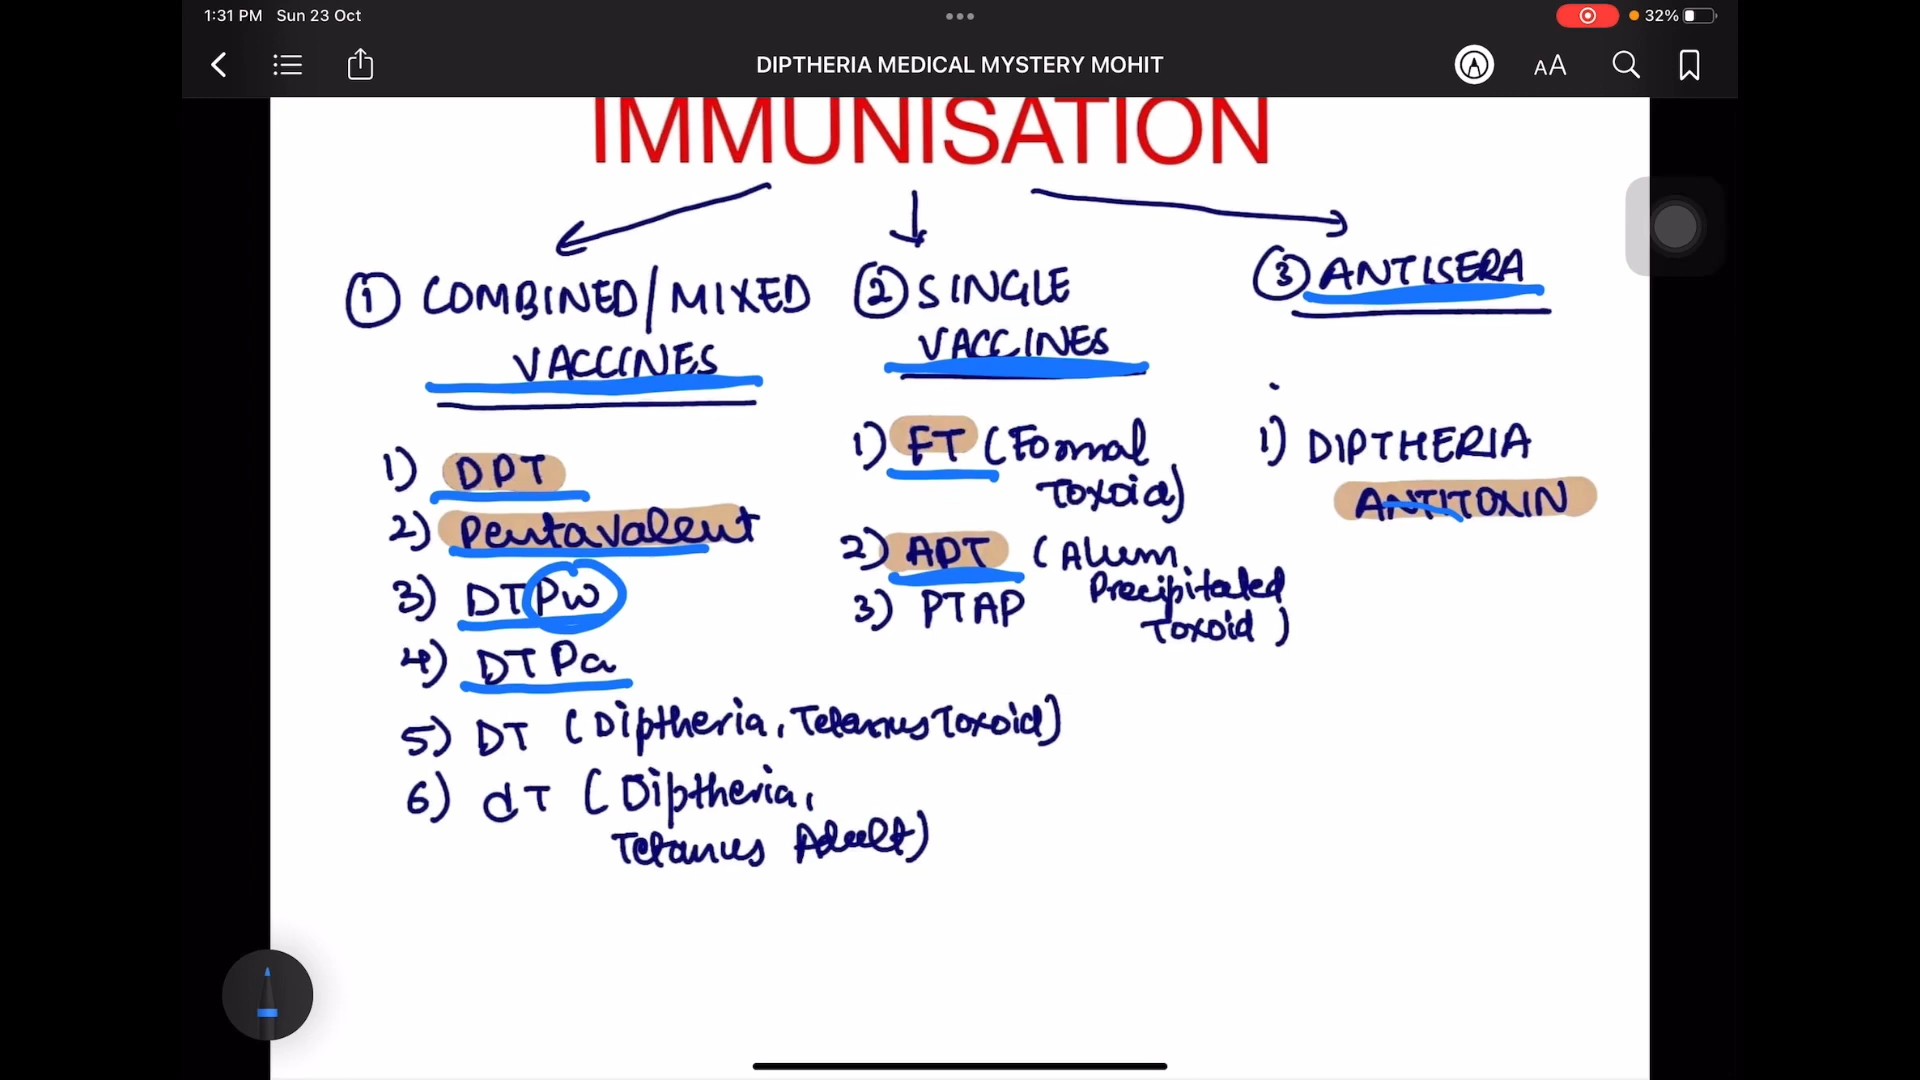 1:31 PM Sun 23 Oct
32%
DIPTHERIA MEDICAL MYSTERY MOHIT
AA
IMMUNISATION
① COMBINED/MIXED
VACCINES
1) DPT
2) Pentavalent
3) DTPw
4) DTPa
5) DT (Diptheria, Tetanus Toxoid)
6) dT (Diptheria,
Tetanus Adult)
② SINGLE
VACCINES
1) FT (Formal
Toxoid)
2) APT (Alum
Precipitated
Toxoid)
3) PTAP
③ ANTISERA
1) DIPTHERIA
ANTITOXIN